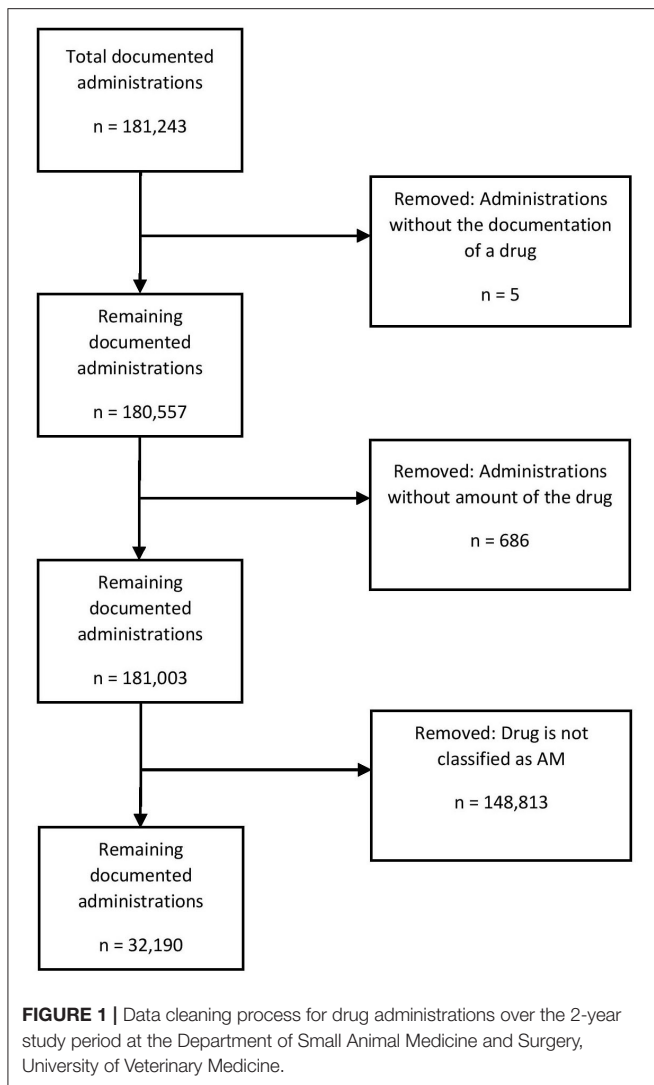 Total documented
administrations
n = 181,243
Removed: Administrations
without the documentation
of a drug
n = 5
Remaining
documented
administrations
n = 180,557
Removed: Administrations
without amount of the drug
n = 686
Remaining
documented
administrations
n = 181,003
Removed: Drug is not
classified as AM
n = 148,813
Remaining
documented
administrations
n = 32,190
FIGURE 1 | Data cleaning process for drug administrations over the 2-year
study period at the Department of Small Animal Medicine and Surgery,
University of Veterinary Medicine.